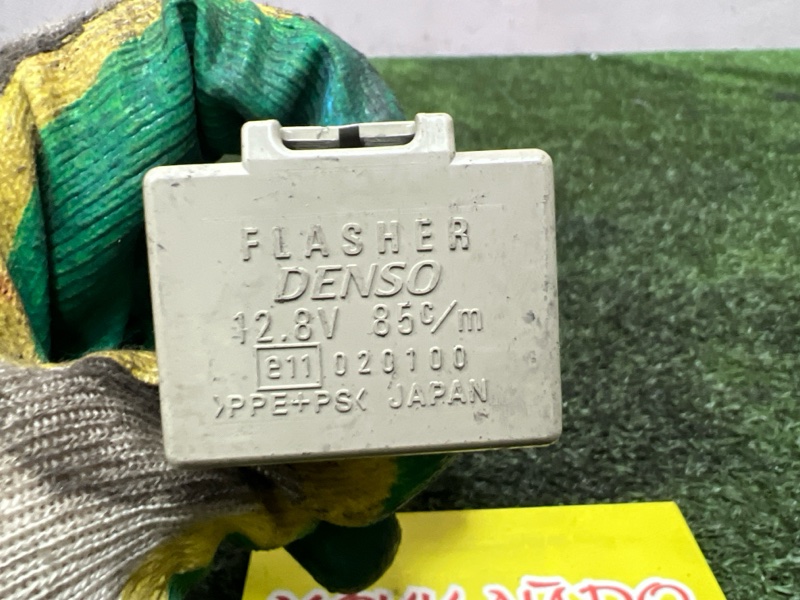 FLASHER
DENSO
12.8V 85c/m
e11 020100
>PPE+PS< JAPAN